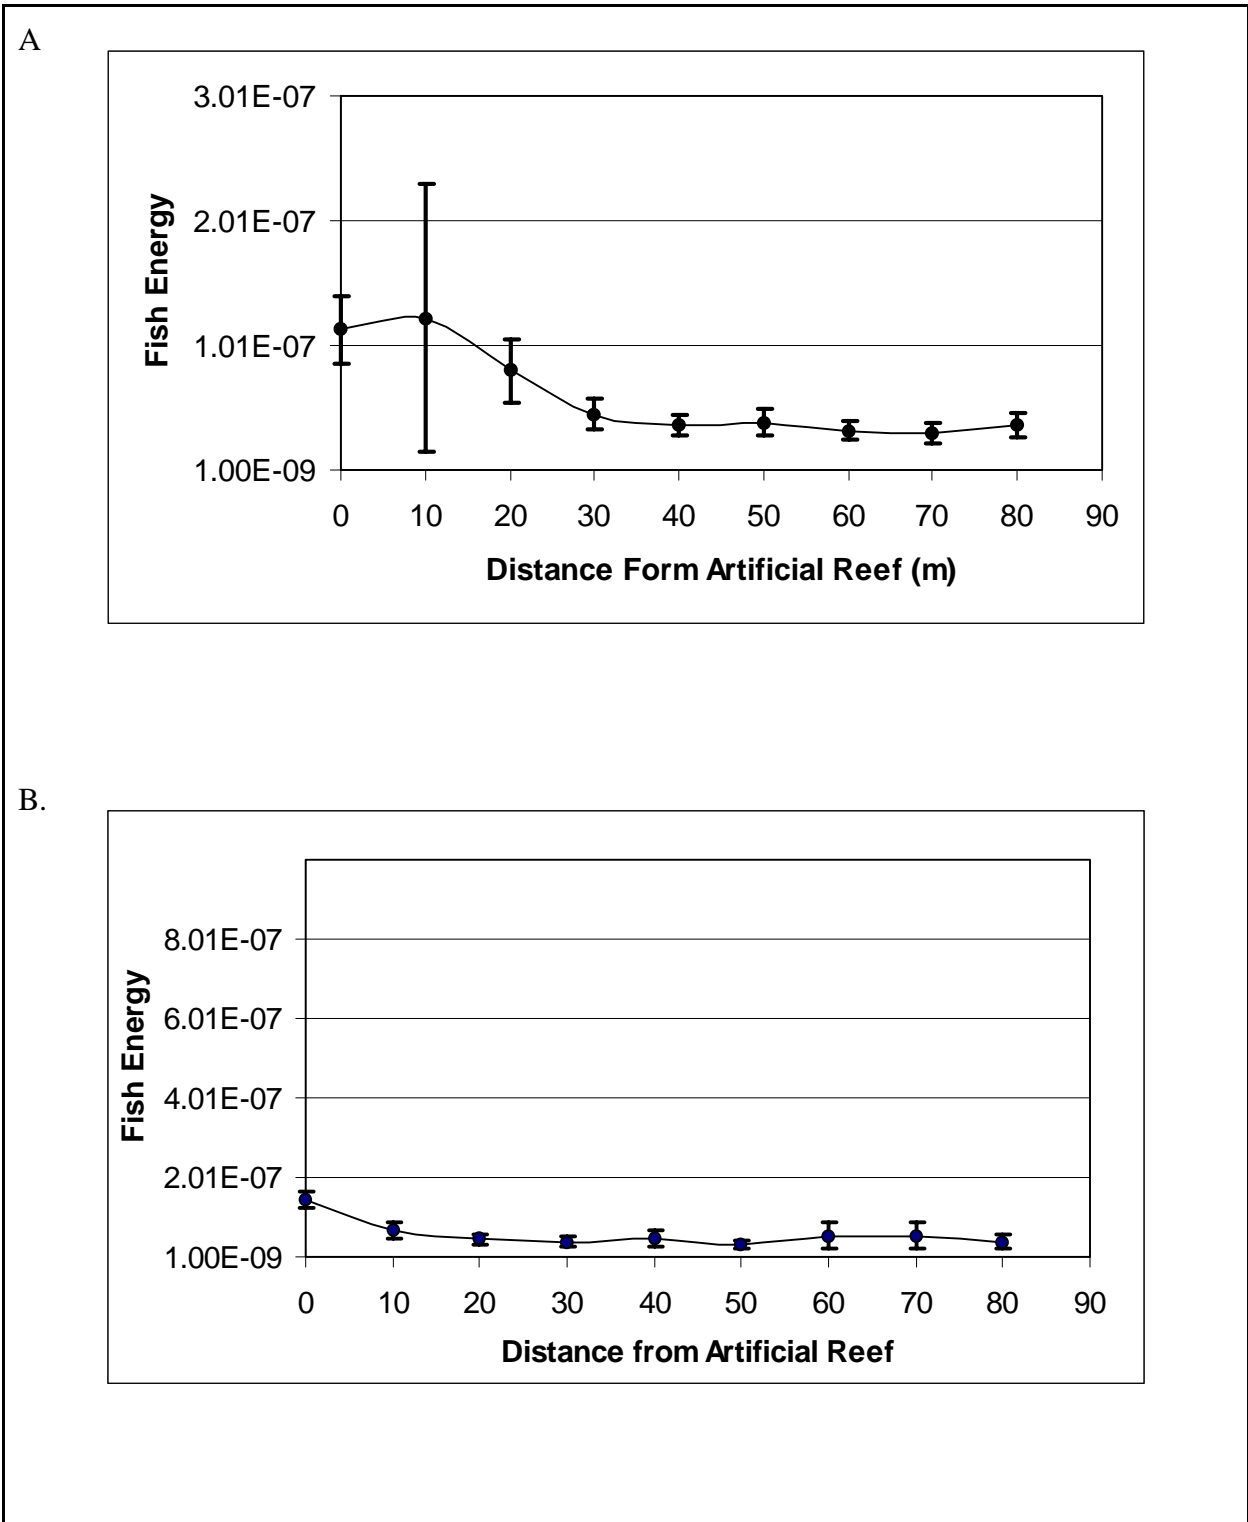 A
3.01E-07
2.01E-07
1.01E-07
1.00E-09
Fish Energy
0 10 20 30 40 50 60 70 80 90
Distance Form Artificial Reef (m)
B.
8.01E-07
6.01E-07
4.01E-07
2.01E-07
1.00E-09
Fish Energy
0 10 20 30 40 50 60 70 80 90
Distance from Artificial Reef